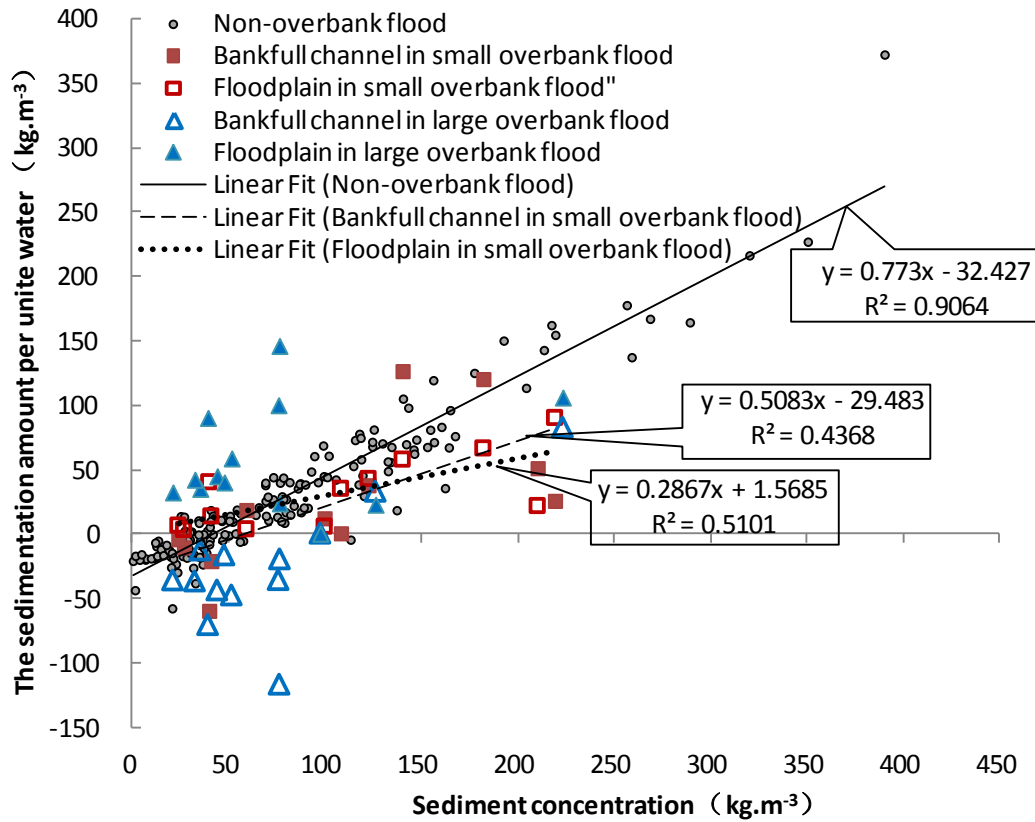 The sedimentation amount per unite water（kg.m-3）
400
350
300
250
200
150
100
50
0
-50
-100
-150
Non-overbank flood
Bankfull channel in small overbank flood
Floodplain in small overbank flood"
Bankfull channel in large overbank flood
Floodplain in large overbank flood
Linear Fit (Non-overbank flood)
Linear Fit (Bankfull channel in small overbank flood)
Linear Fit (Floodplain in small overbank flood)
y = 0.773x - 32.427
R² = 0.9064
y = 0.5083x - 29.483
R² = 0.4368
y = 0.2867x + 1.5685
R² = 0.5101
0 50 100 150 200 250 300 350 400 450
Sediment concentration（kg.m-3）